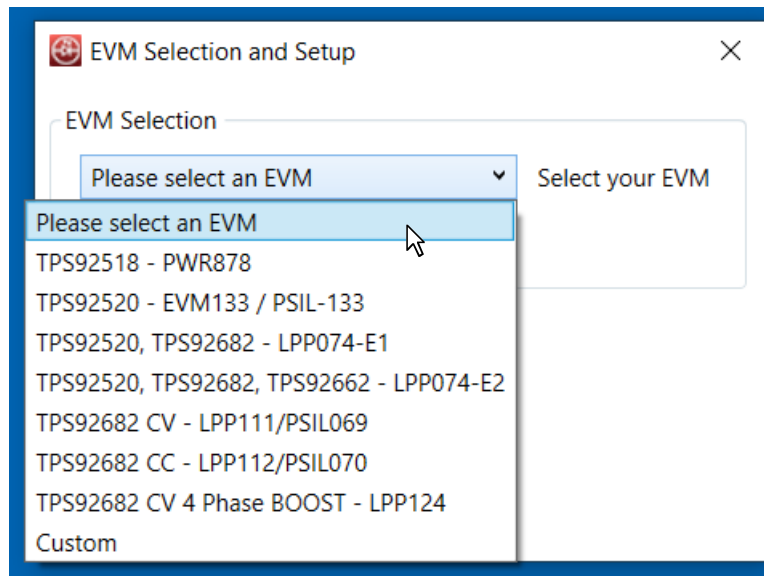 EVM Selection and Setup
EVM Selection
Please select an EVM Select your EVM
Please select an EVM
TPS92518 - PWR878
TPS92520 - EVM133 / PSIL-133
TPS92520, TPS92682 - LPP074-E1
TPS92520, TPS92682, TPS92662 - LPP074-E2
TPS92682 CV - LPP111/PSIL069
TPS92682 CC - LPP112/PSIL070
TPS92682 CV 4 Phase BOOST - LPP124
Custom